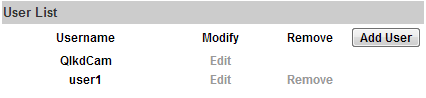 User List
Username Modify Remove Add User
QlkdCam Edit
user1 Edit Remove